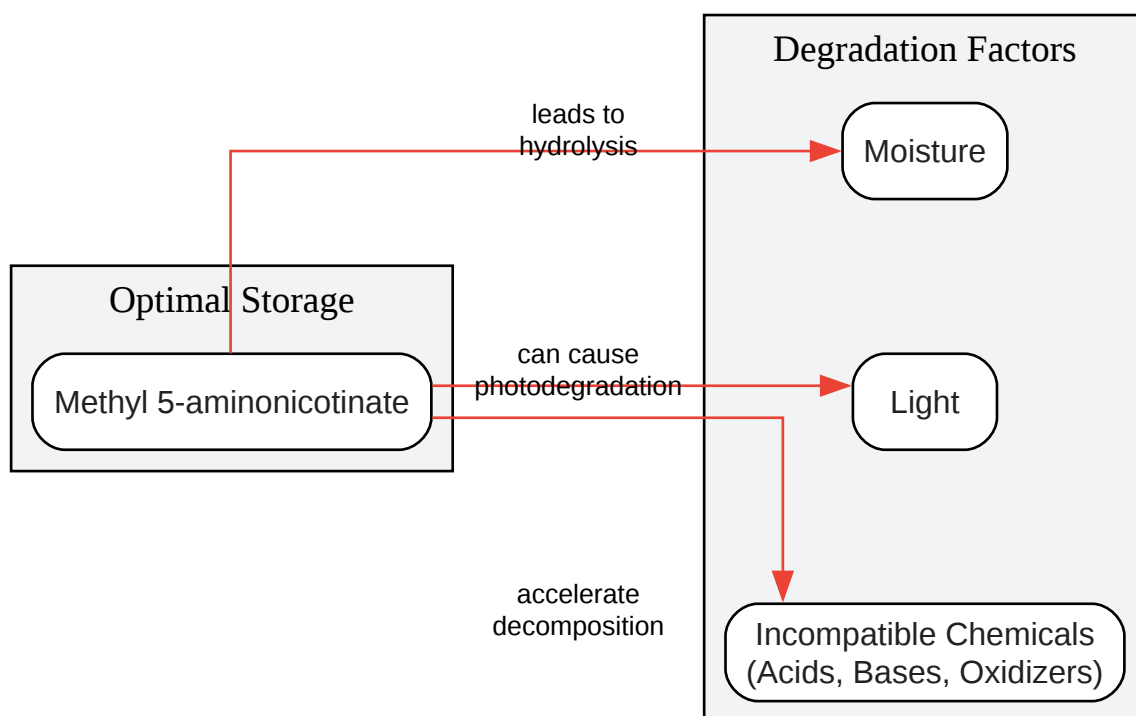 Degradation Factors
leads to
hydrolysis
Moisture
Optimal Storage
Methyl 5-aminonicotinate
can cause
photodegradation
Light
accelerate
decomposition
Incompatible Chemicals
(Acids, Bases, Oxidizers)